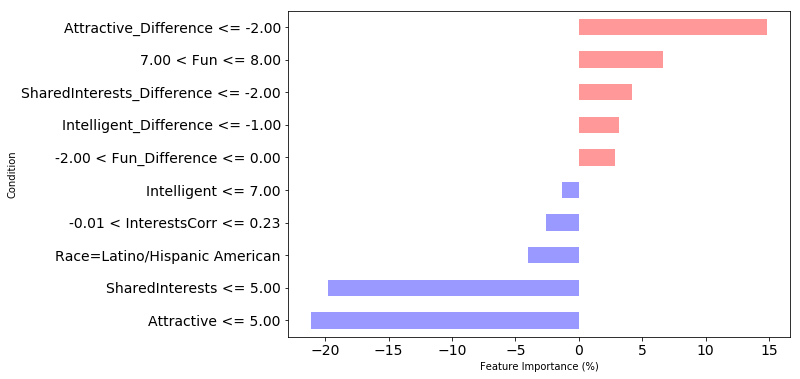 Attractive_Difference <= -2.00
7.00 < Fun <= 8.00
SharedInterests_Difference <= -2.00
Intelligent_Difference <= -1.00
-2.00 < Fun_Difference <= 0.00
Intelligent <= 7.00
-0.01 < InterestsCorr <= 0.23
Race=Latino/Hispanic American
SharedInterests <= 5.00
Attractive <= 5.00
Condition
−20 −15 −10 −5 0 5 10 15
Feature Importance (%)